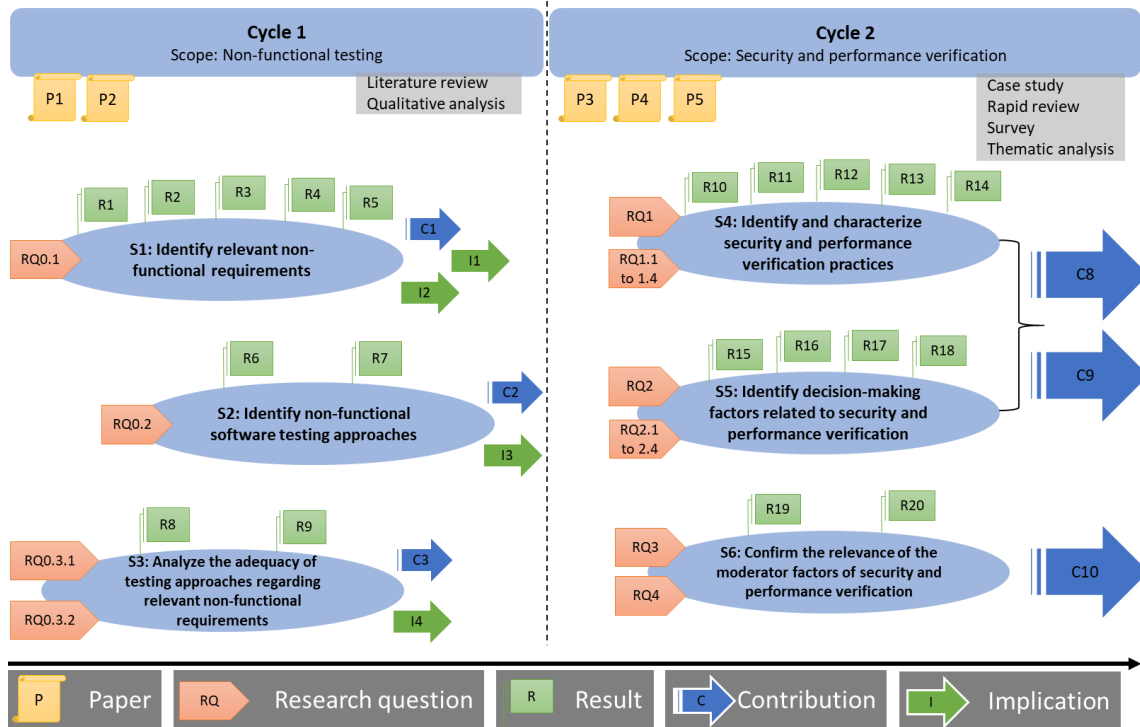 Cycle 1
Scope: Non-functional testing
P1
P2
Literature review
Qualitative analysis
R1
R2
R3
R4
R5
RQ0.1
S1: Identify relevant non-
functional requirements
C1
I1
I2
R6
R7
RQ0.2
S2: Identify non-functional
software testing approaches
C2
I3
R8
R9
RQ0.3.1
RQ0.3.2
S3: Analyze the adequacy of
testing approaches regarding
relevant non-functional
requirements
C3
I4
Cycle 2
Scope: Security and performance verification
P3
P4
P5
Case study
Rapid review
Survey
Thematic analysis
R10
R11
R12
R13
R14
RQ1
RQ1.1
to 1.4
S4: Identify and characterize
security and performance
verification practices
C8
R15
R16
R17
R18
RQ2
RQ2.1
to 2.4
S5: Identify decision-making
factors related to security and
performance verification
C9
R19
R20
RQ3
RQ4
S6: Confirm the relevance of the
moderator factors of security and
performance verification
C10
P
Paper
RQ
Research question
R
Result
C
Contribution
I
Implication